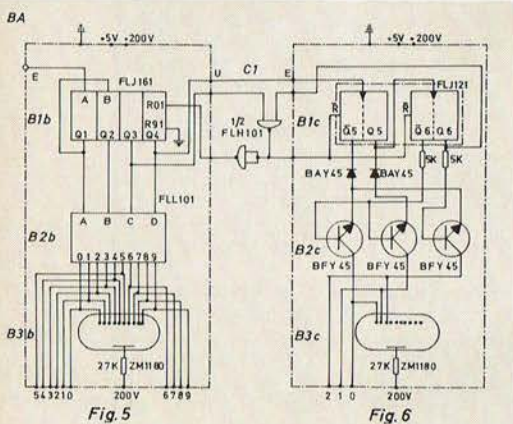 BA
+5V +200V
E
A B
FLJ161
R01
R91
Q1 Q2 Q3 Q4
B1b
U C1 E
1/2
FLH101
FLL101
A B C D
0 1 2 3 4 5 6 7 8 9
B2b
B3b
27K ZM1180
5 4 3 2 1 0 200V 6 7 8 9
Fig. 5
+5V +200V
B1c
R R
FLJ121
Q̅5 Q5 Q̅6 Q6
5K 5K
BAY45 BAY45
B2c
BFY45 BFY45
BFY45
B3c
27K ZM1180
2 1 0 200V
Fig. 6